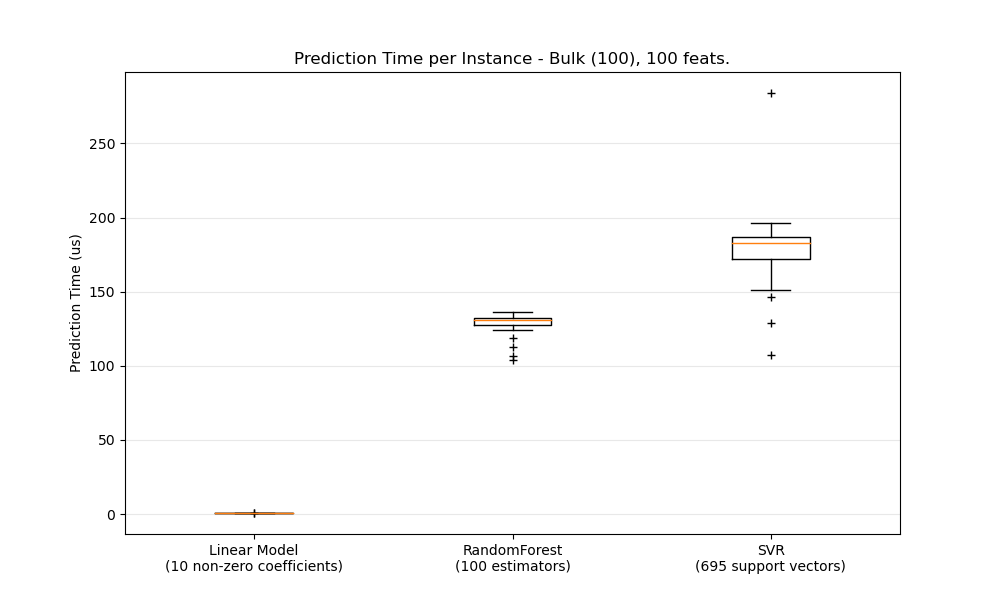 Prediction Time per Instance - Bulk (100), 100 feats.
Prediction Time (us)
250
200
150
100
50
0
Linear Model
(10 non-zero coefficients)
RandomForest
(100 estimators)
SVR
(695 support vectors)